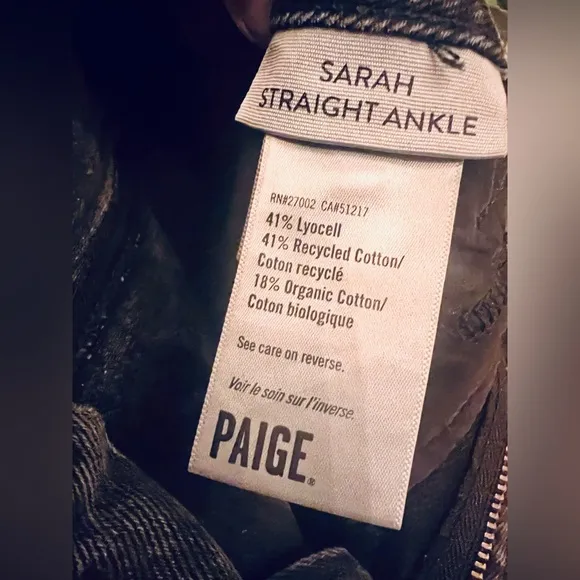 SARAH
STRAIGHT ANKLE
RN#27002 CA#51217
41% Lyocell
41% Recycled Cotton/
Coton recyclé
18% Organic Cotton/
Coton biologique
See care on reverse.
Voir le soin sur l'inverse.
PAIGE®